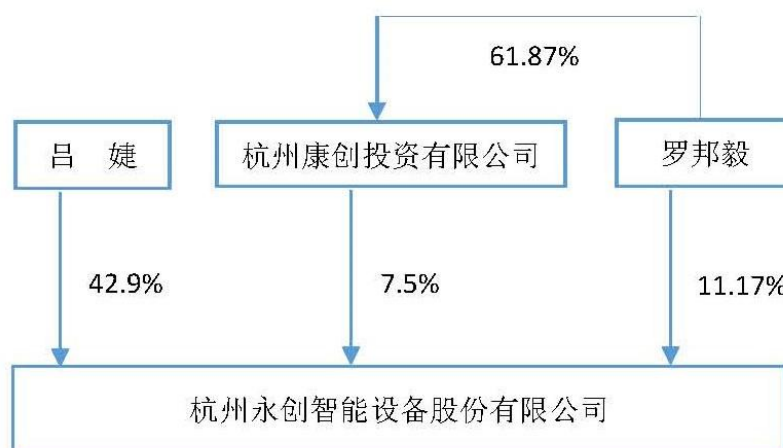 61.87%
吕 婕
杭州康创投资有限公司
罗邦毅
42.9%
7.5%
11.17%
杭州永创智能设备股份有限公司